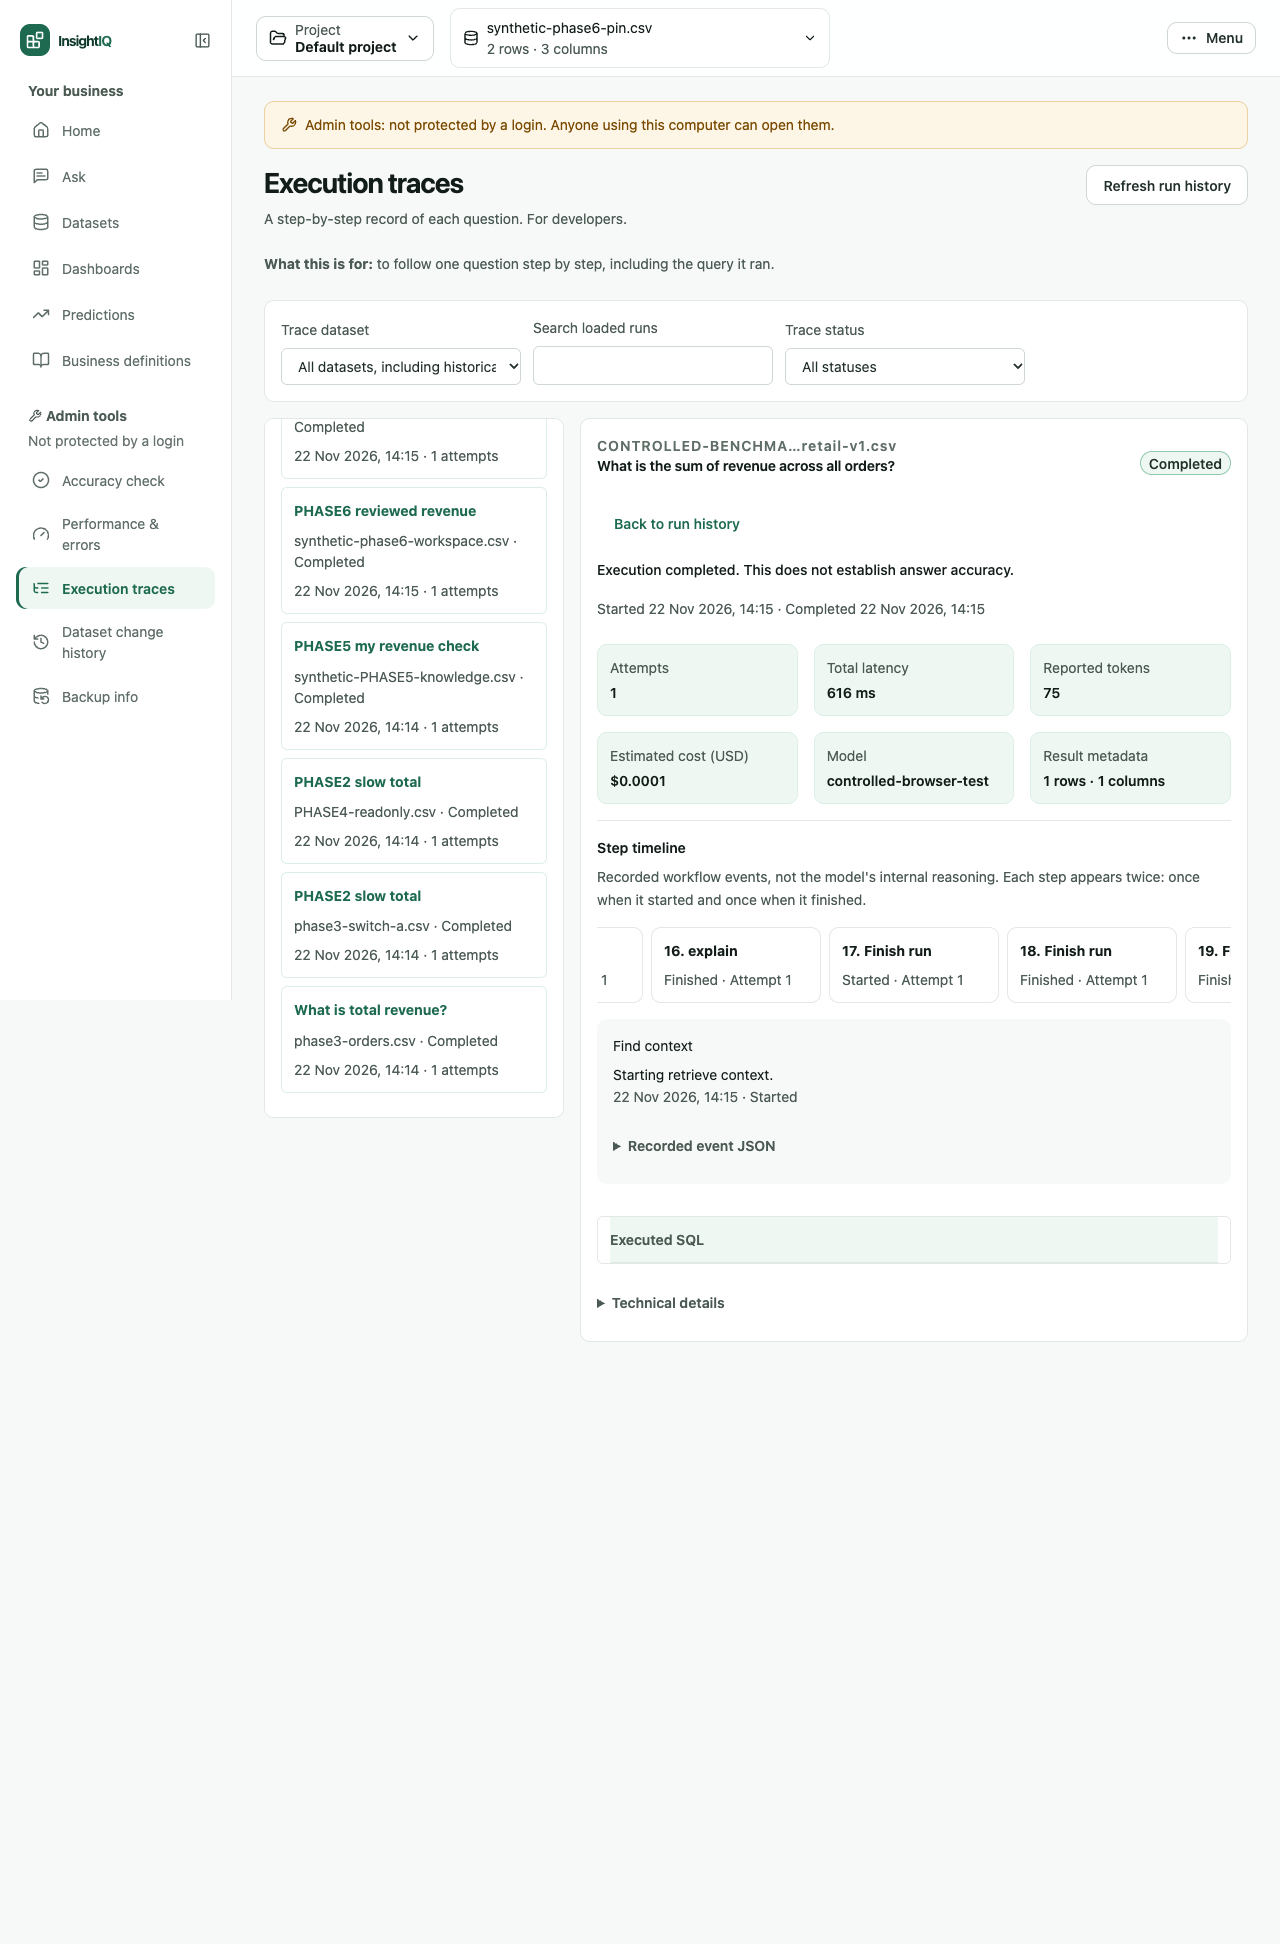 InsightIQ
Your business
Home
Ask
Datasets
Dashboards
Predictions
Business definitions
Admin tools
Not protected by a login
Accuracy check
Performance &
errors
Execution traces
Dataset change
history
Backup info
Project
Default project
synthetic-phase6-pin.csv
2 rows · 3 columns
Menu
Admin tools: not protected by a login. Anyone using this computer can open them.
Execution traces
Refresh run history
A step-by-step record of each question. For developers.
What this is for: to follow one question step by step, including the query it ran.
Trace dataset
All datasets, including historica
Search loaded runs
Trace status
All statuses
Completed
22 Nov 2026, 14:15 · 1 attempts
PHASE6 reviewed revenue
synthetic-phase6-workspace.csv ·
Completed
22 Nov 2026, 14:15 · 1 attempts
PHASE5 my revenue check
synthetic-PHASE5-knowledge.csv ·
Completed
22 Nov 2026, 14:14 · 1 attempts
PHASE2 slow total
PHASE4-readonly.csv · Completed
22 Nov 2026, 14:14 · 1 attempts
PHASE2 slow total
phase3-switch-a.csv · Completed
22 Nov 2026, 14:14 · 1 attempts
What is total revenue?
phase3-orders.csv · Completed
22 Nov 2026, 14:14 · 1 attempts
CONTROLLED-BENCHMA...retail-v1.csv
What is the sum of revenue across all orders?
Completed
Back to run history
Execution completed. This does not establish answer accuracy.
Started 22 Nov 2026, 14:15 · Completed 22 Nov 2026, 14:15
Attempts
1
Total latency
616 ms
Reported tokens
75
Estimated cost (USD)
$0.0001
Model
controlled-browser-test
Result metadata
1 rows · 1 columns
Step timeline
Recorded workflow events, not the model's internal reasoning. Each step appears twice: once
when it started and once when it finished.
1
16. explain
Finished · Attempt 1
17. Finish run
Started · Attempt 1
18. Finish run
Finished · Attempt 1
19. F
Finish
Find context
Starting retrieve context.
22 Nov 2026, 14:15 · Started
Recorded event JSON
Executed SQL
Technical details